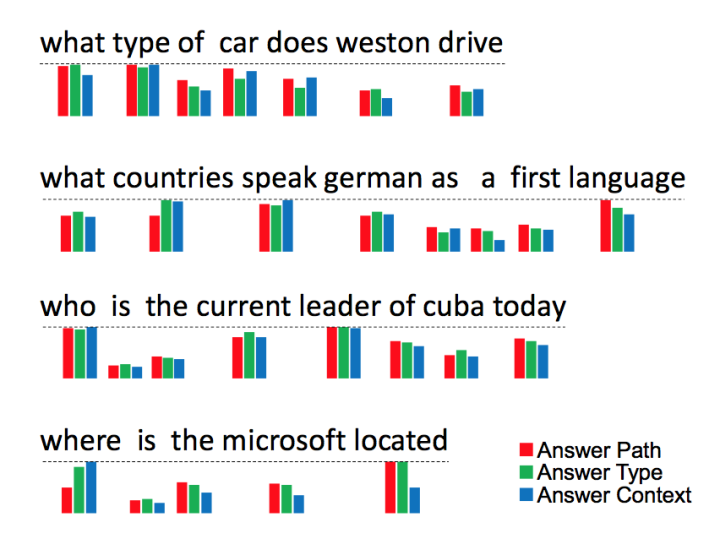 what type of car does weston drive
what countries speak german as a first language
who is the current leader of cuba today
where is the microsoft located
Answer Path
Answer Type
Answer Context